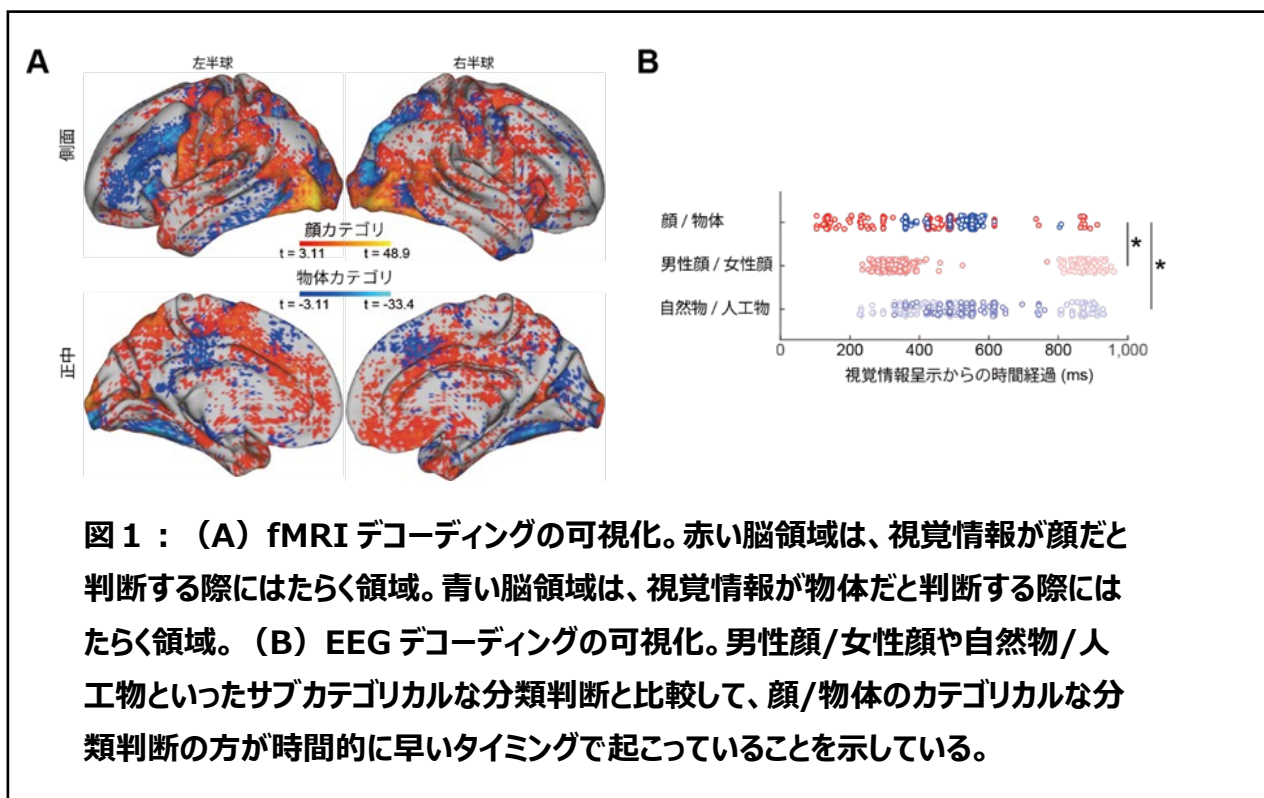 A
左半球
右半球
側面
顔カテゴリ
t = 3.11
t = 48.9
物体カテゴリ
t = -3.11
t = -33.4
正中
B
顔 / 物体
男性顔 / 女性顔
自然物 / 人工物
*
*
0
200
400
600
800
1,000
視覚情報呈示からの時間経過 (ms)
図1:(A)fMRI デコーディングの可視化。赤い脳領域は、視覚情報が顔だと
判断する際にはたらく領域。青い脳領域は、視覚情報が物体だと判断する際には
たらく領域。(B)EEG デコーディングの可視化。男性顔/女性顔や自然物/人
工物といったサブカテゴリカルな分類判断と比較して、顔/物体のカテゴリカルな分
類判断の方が時間的に早いタイミングで起こっていることを示している。